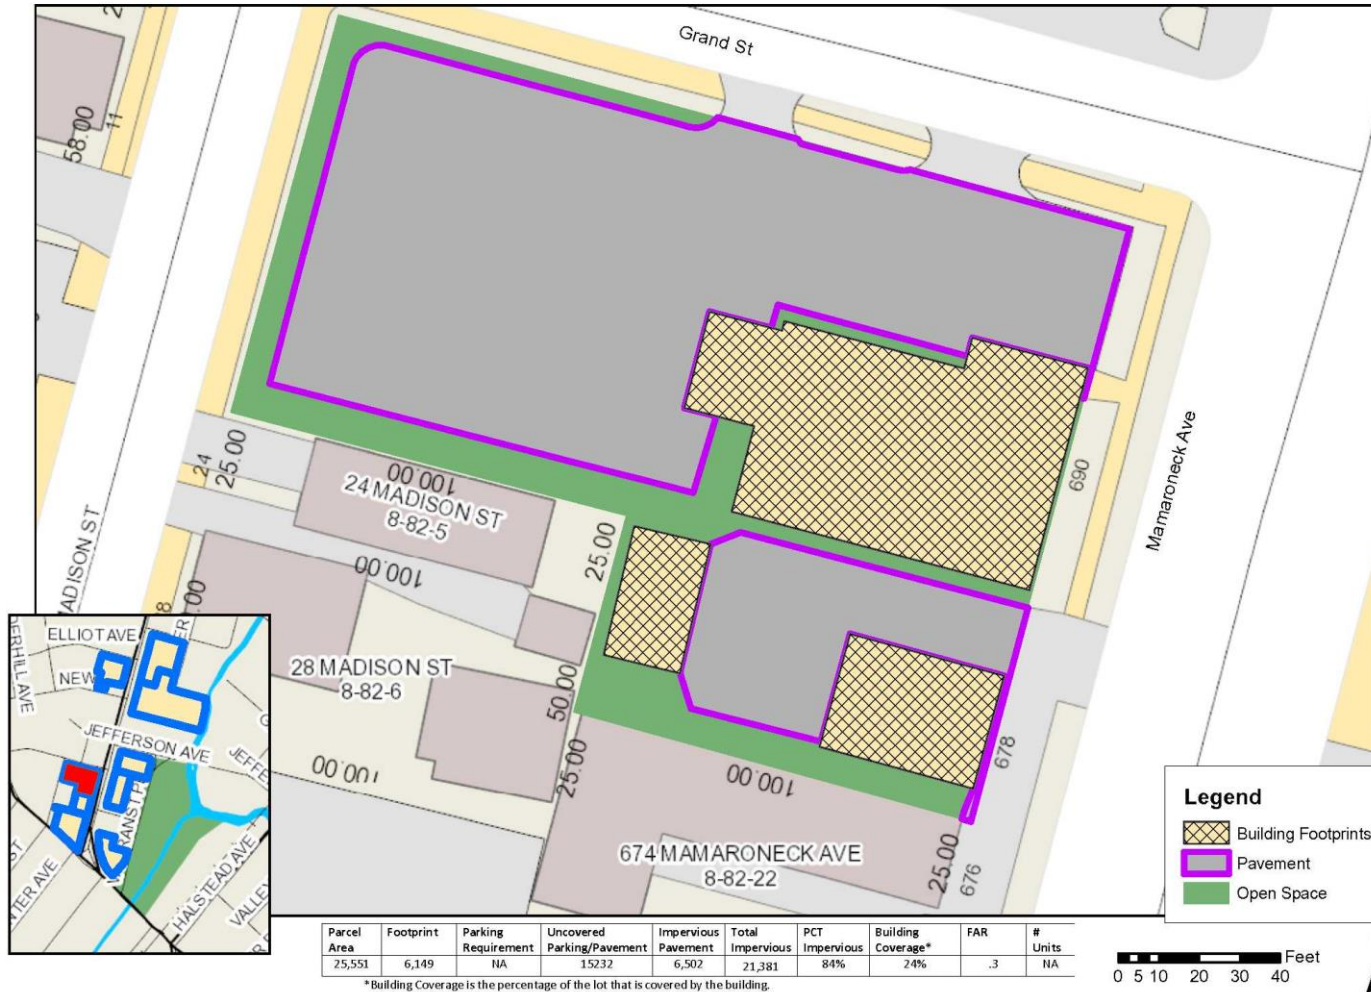 Grand St
58.00
11
25.00
24
100.00
24 MADISON ST
8-82-5
25.00
100.00
MADISON ST
28 MADISON ST
8-82-6
50.00
25.00
100.00
100.00
690
Mamaroneck Ave
678
674 MAMARONECK AVE
8-82-22
25.00
676
ELLIOT AVE
NEW
JEFFERSON AVE
HALSTEAD AVE
Legend
Building Footprints
Pavement
Open Space
Feet
0 5 10 20 30 40
Parcel Area Footprint Parking Requirement Uncovered Parking/Pavement Impervious Pavement Total Impervious PCT Impervious Building Coverage* FAR # Units
25,551 6,149 NA 15232 6,502 21,381 84% 24% .3 NA
*Building Coverage is the percentage of the lot that is covered by the building.